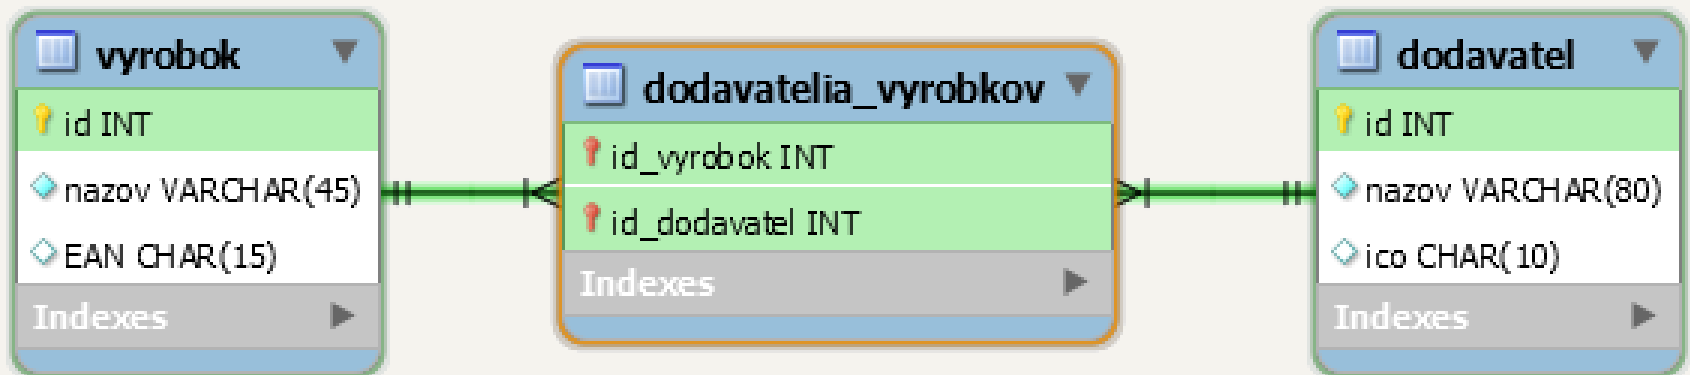 vyrobok
id INT
nazov VARCHAR(45)
EAN CHAR(15)
Indexes
dodavatelia_vyrobkov
id_vyrobok INT
id_dodavatel INT
Indexes
dodavatel
id INT
nazov VARCHAR(80)
ico CHAR(10)
Indexes